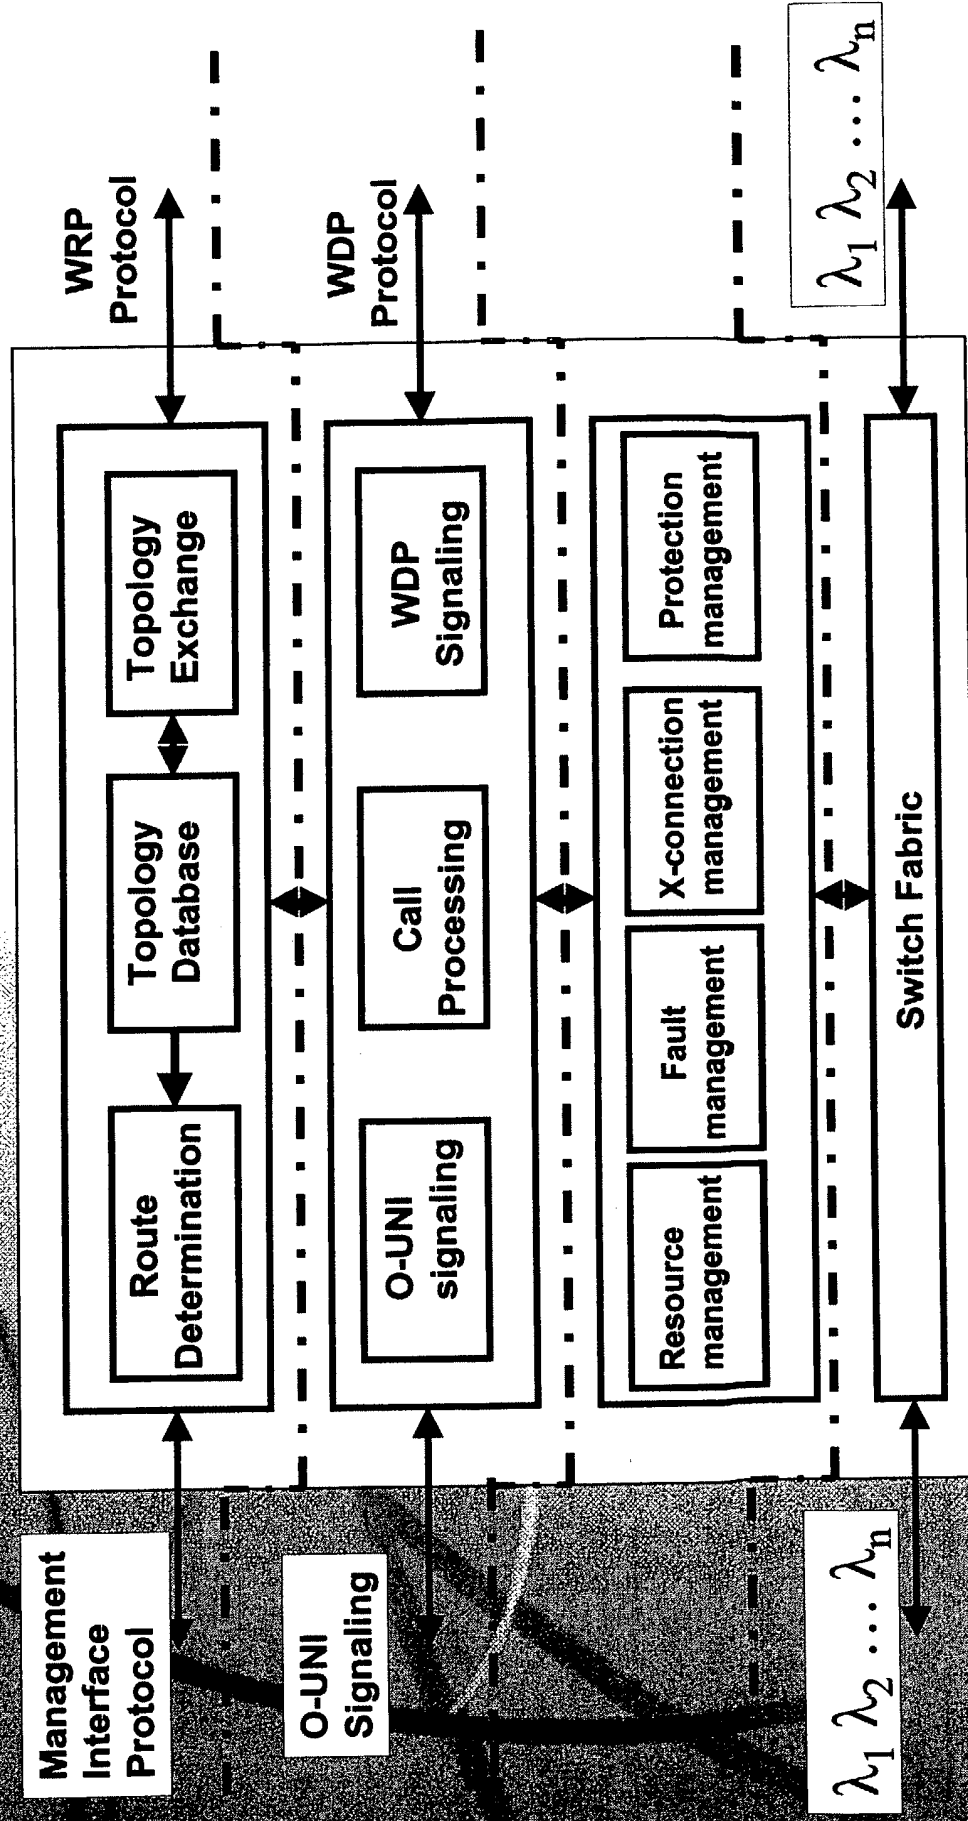 Management
Interface
Protocol
Route
Determination
Topology
Database
Topology
Exchange
WRP
Protocol
O-UNI
Signaling
O-UNI
signaling
Call
Processing
WDP
Signaling
WDP
Protocol
Resource
management
Fault
management
X-connection
management
Protection
management
λ1 λ2 ... λn
Switch Fabric
λ1 λ2 ... λn